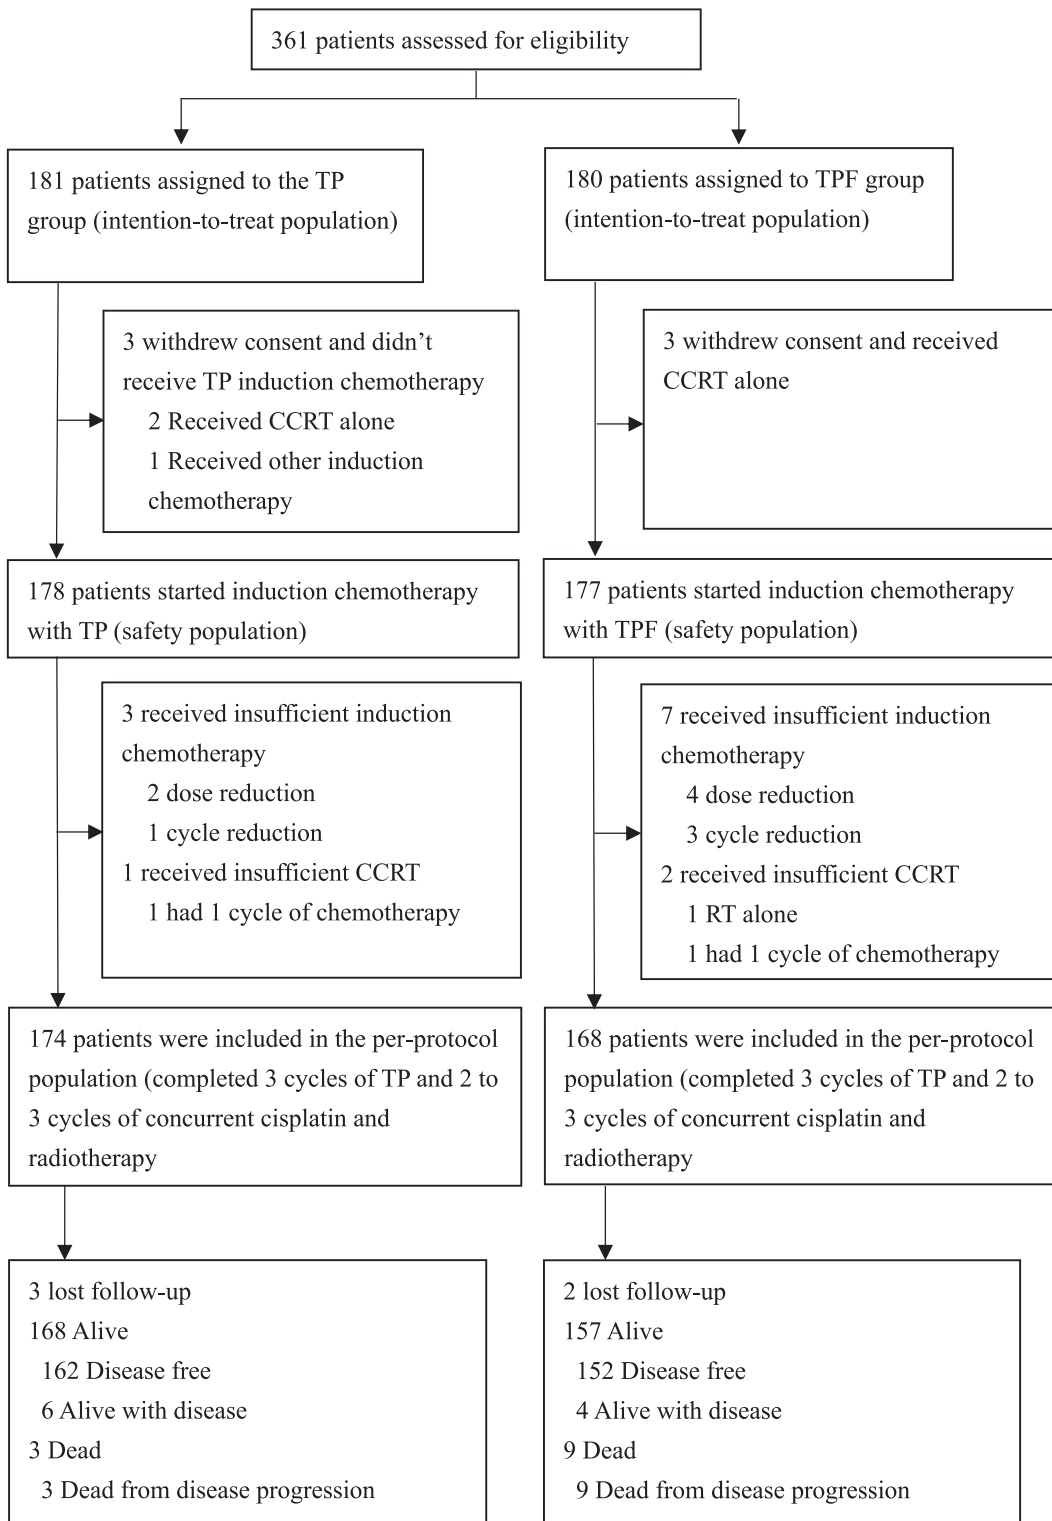 361 patients assessed for eligibility
181 patients assigned to the TP
group (intention-to-treat population)
180 patients assigned to TPF group
(intention-to-treat population)
3 withdrew consent and didn't
receive TP induction chemotherapy
2 Received CCRT alone
1 Received other induction
chemotherapy
3 withdrew consent and received
CCRT alone
178 patients started induction chemotherapy
with TP (safety population)
177 patients started induction chemotherapy
with TPF (safety population)
3 received insufficient induction
chemotherapy
2 dose reduction
1 cycle reduction
1 received insufficient CCRT
1 had 1 cycle of chemotherapy
7 received insufficient induction
chemotherapy
4 dose reduction
3 cycle reduction
2 received insufficient CCRT
1 RT alone
1 had 1 cycle of chemotherapy
174 patients were included in the per-protocol
population (completed 3 cycles of TP and 2 to
3 cycles of concurrent cisplatin and
radiotherapy
168 patients were included in the per-protocol
population (completed 3 cycles of TP and 2 to
3 cycles of concurrent cisplatin and
radiotherapy
3 lost follow-up
168 Alive
162 Disease free
6 Alive with disease
3 Dead
3 Dead from disease progression
2 lost follow-up
157 Alive
152 Disease free
4 Alive with disease
9 Dead
9 Dead from disease progression